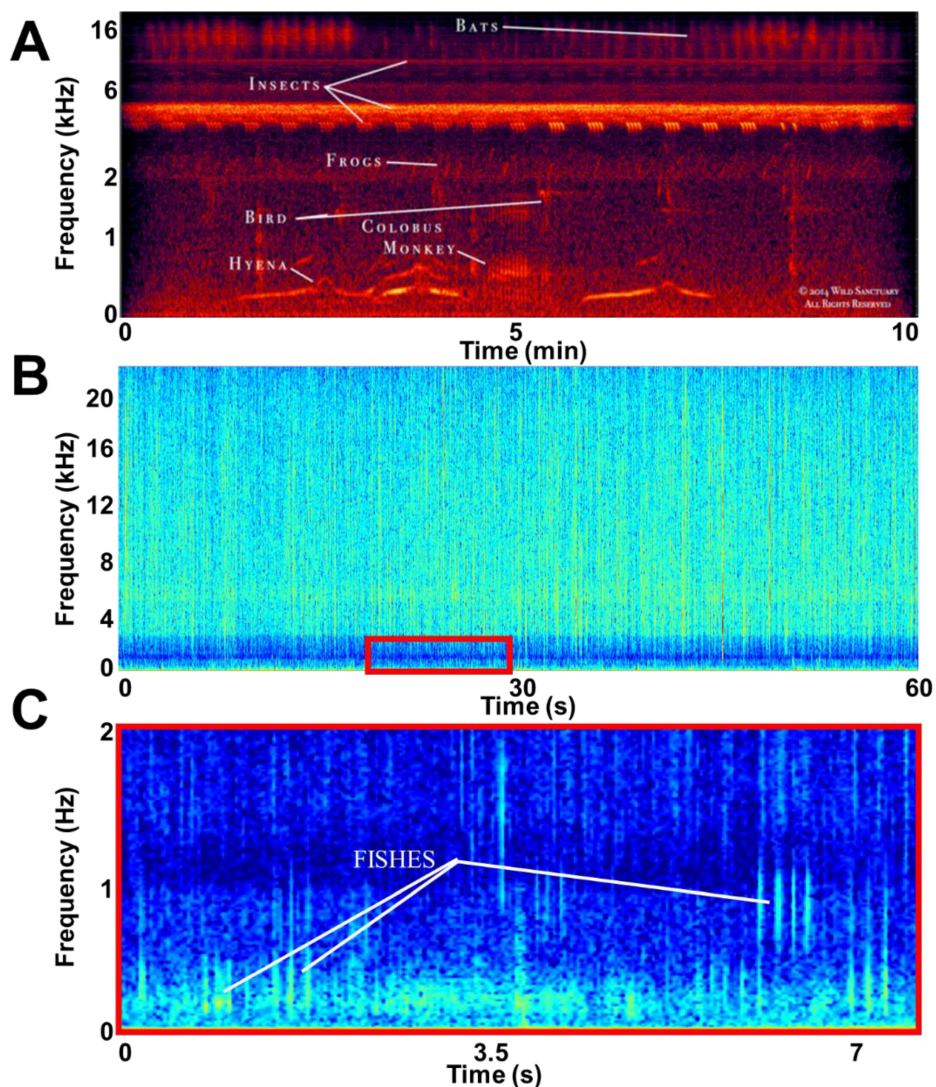 A
Frequency (kHz)
16
6
2
1
0
BATS
INSECTS
FROGS
BIRD
COLOBUS
MONKEY
HYENA
© 2014 WILD SANCTUARY
ALL RIGHTS RESERVED
0
5
10
Time (min)
B
Frequency (kHz)
20
16
12
8
4
0
0
30
60
Time (s)
C
Frequency (Hz)
2
1
0
FISHES
0
3.5
7
Time (s)